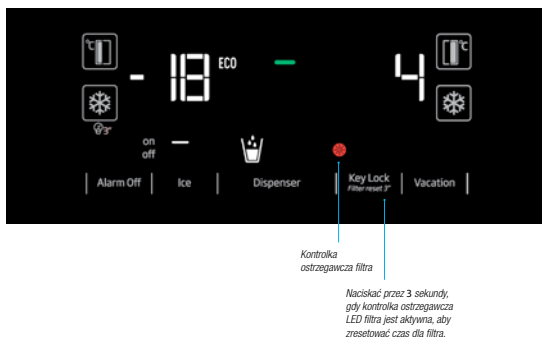 °C °C
- 18 ECO 4
3"
on
off
Alarm Off Ice Dispenser Key Lock Vacation
Filter reset 3"
Kontrolka
ostrzegawcza filtra
Naciskać przez 3 sekundy,
gdy kontrolka ostrzegawcza
LED filtra jest aktywna, aby
zresetować czas dla filtra.